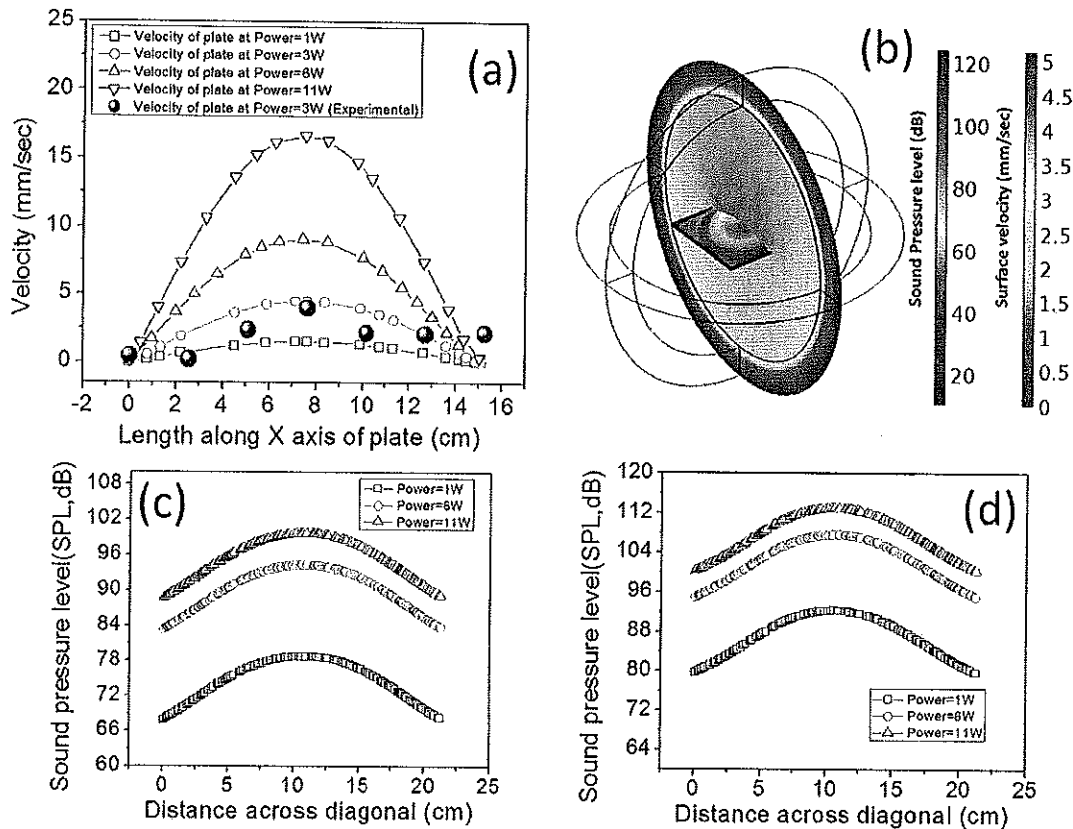 25
20
15
10
5
0
Velocity (mm/sec)
Velocity of plate at Power=1W
Velocity of plate at Power=3W
Velocity of plate at Power=6W
Velocity of plate at Power=11W
Velocity of plate at Power=3W (Experimental)
(a)
-2 0 2 4 6 8 10 12 14 16
Length along X axis of plate (cm)
(b)
Sound Pressure level (dB)
120
100
80
60
40
20
Surface velocity (mm/sec)
5
4.5
4
3.5
3
2.5
2
1.5
1
0.5
0
(c)
Sound pressure level(SPL,dB)
108
102
96
90
84
78
72
66
60
Power=1W
Power=6W
Power=11W
0 5 10 15 20 25
Distance across diagonal (cm)
(d)
Sound pressure level(SPL,dB)
120
112
104
96
88
80
72
64
Power=1W
Power=6W
Power=11W
0 5 10 15 20 25
Distance across diagonal (cm)